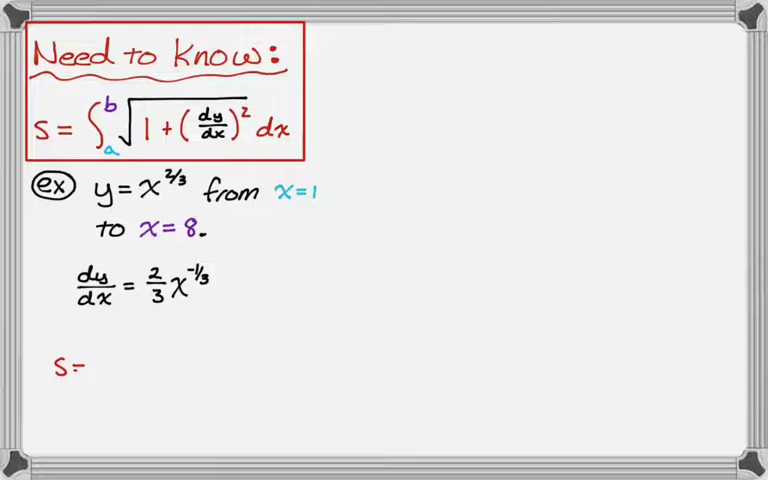 Need to Know:
S = ∫_a^b √(1 + (dy/dx)²) dx
ex y = x^(2/3) from x=1
to x=8.
dy/dx = 2/3 x^(-1/3)
S=